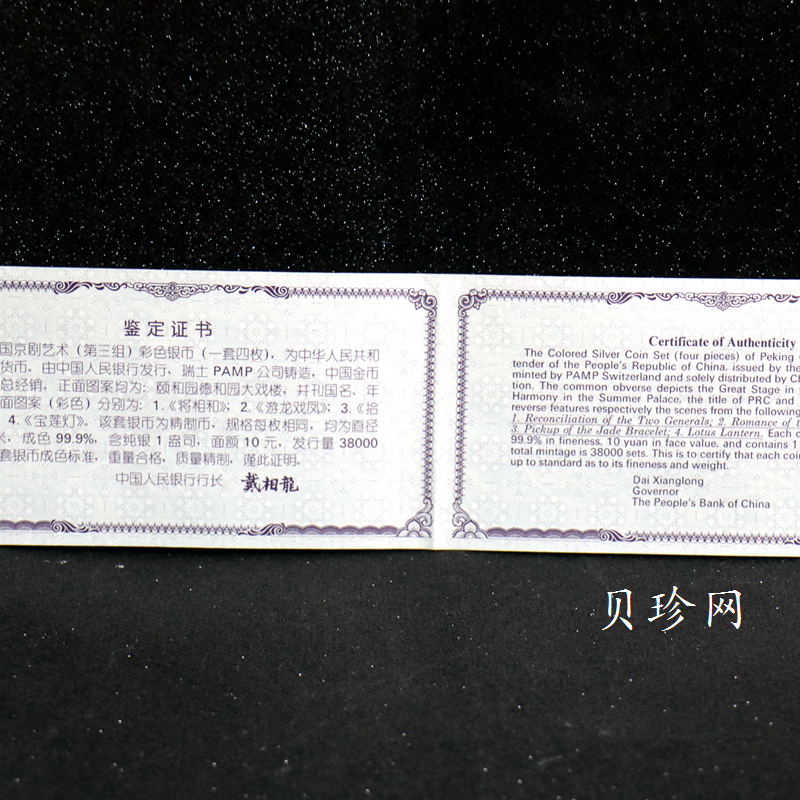 鉴定证书
国京剧艺术（第三组）彩色银币（一套四枚），为中华人民共和
货币，由中国人民银行发行，瑞士 PAMP 公司铸造，中国金币
总经销，正面图案均为：颐和园德和园大戏楼，并刊国名、年
面图案（彩色）分别为：1.《将相和》；2.《游龙戏凤》；3.《拾
4.《宝莲灯》。该套银币为精制币，规格每枚相同，均为直径
成色 99.9%，含纯银 1 盎司，面额 10 元，发行量 38000
套银币成色标准，重量合格，质量精制，谨此证明。
中国人民银行行长 戴相龍
Certificate of Authenticity
The Colored Silver Coin Set (four pieces) of Peking
tender of the People's Republic of China, issued by the
minted by PAMP Switzerland and solely distributed by
tion. The common obverse depicts the Great Stage in
Harmony in the Summer Palace, the title of PRC and
reverse features respectively the scenes from the following
1. Reconciliation of the Two Generals; 2. Romance of
3. Pickup of the Jade Bracelet; 4. Lotus Lantern. Each
99.9% in fineness, 10 yuan in face value, and contains 1
total mintage is 38000 sets. This is to certify that each
up to standard as to its fineness and weight.
Dai Xianglong
Governor
The People's Bank of China
贝珍网